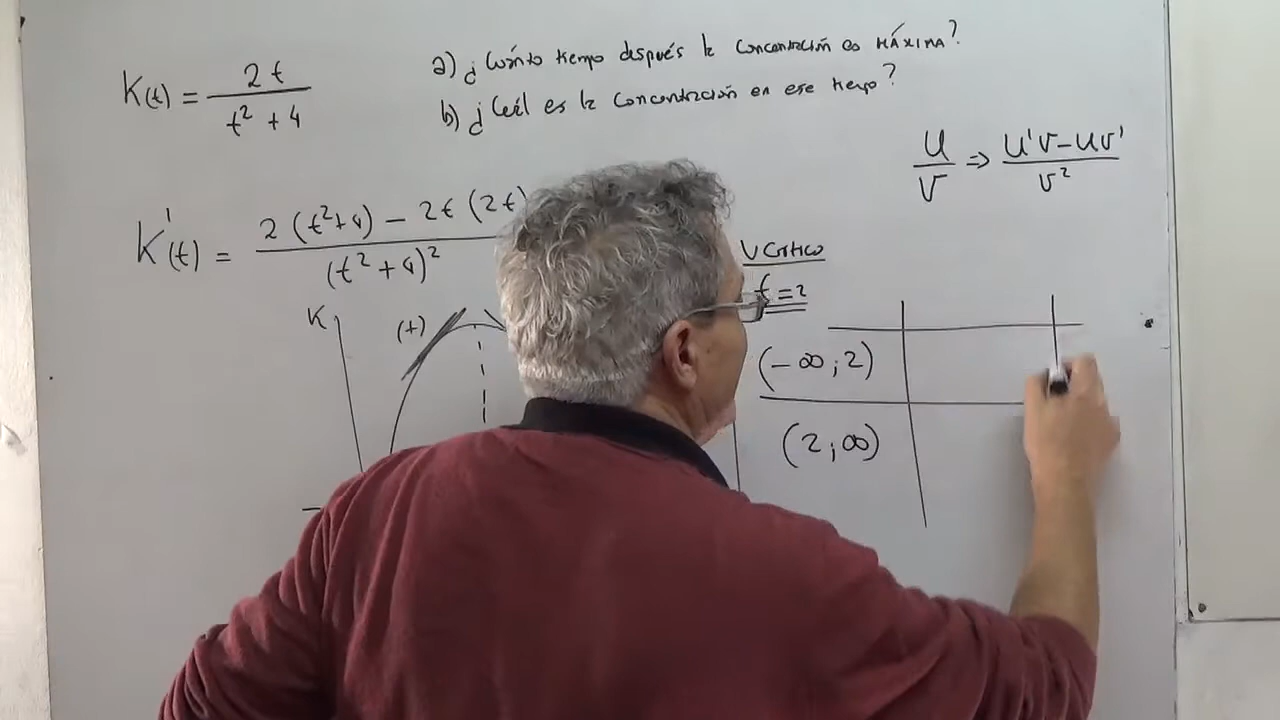 K(t) = 2t / t² + 4
a) ¿Cuánto tiempo después la concentración es MÁXIMA?
b) ¿Cuál es la concentración en ese tiempo?
u / v ⇒ u'v - uv' / v²
K'(t) = 2 (t²+4) - 2t (2t) / (t² + 4)²
V Crítico
t = 2
K
(+)
(-∞ ; 2)
(2 ; ∞)